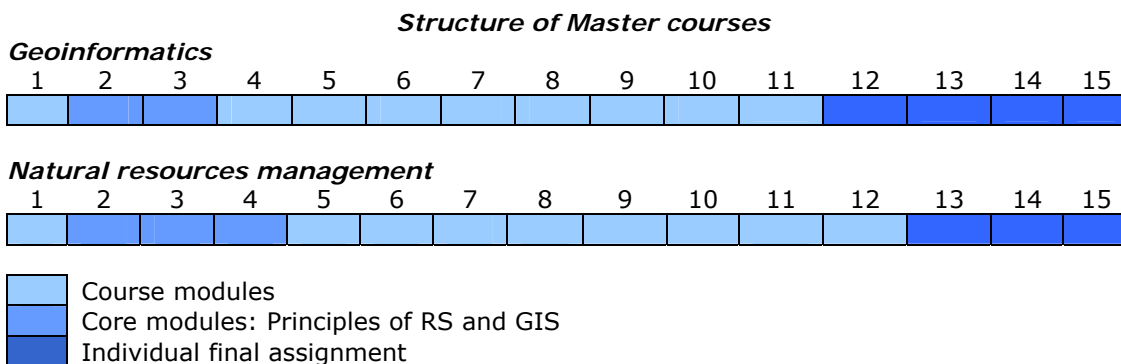 Structure of Master courses
Geoinformatics
1 2 3 4 5 6 7 8 9 10 11 12 13 14 15
Natural resources management
1 2 3 4 5 6 7 8 9 10 11 12 13 14 15
Course modules
Core modules: Principles of RS and GIS
Individual final assignment